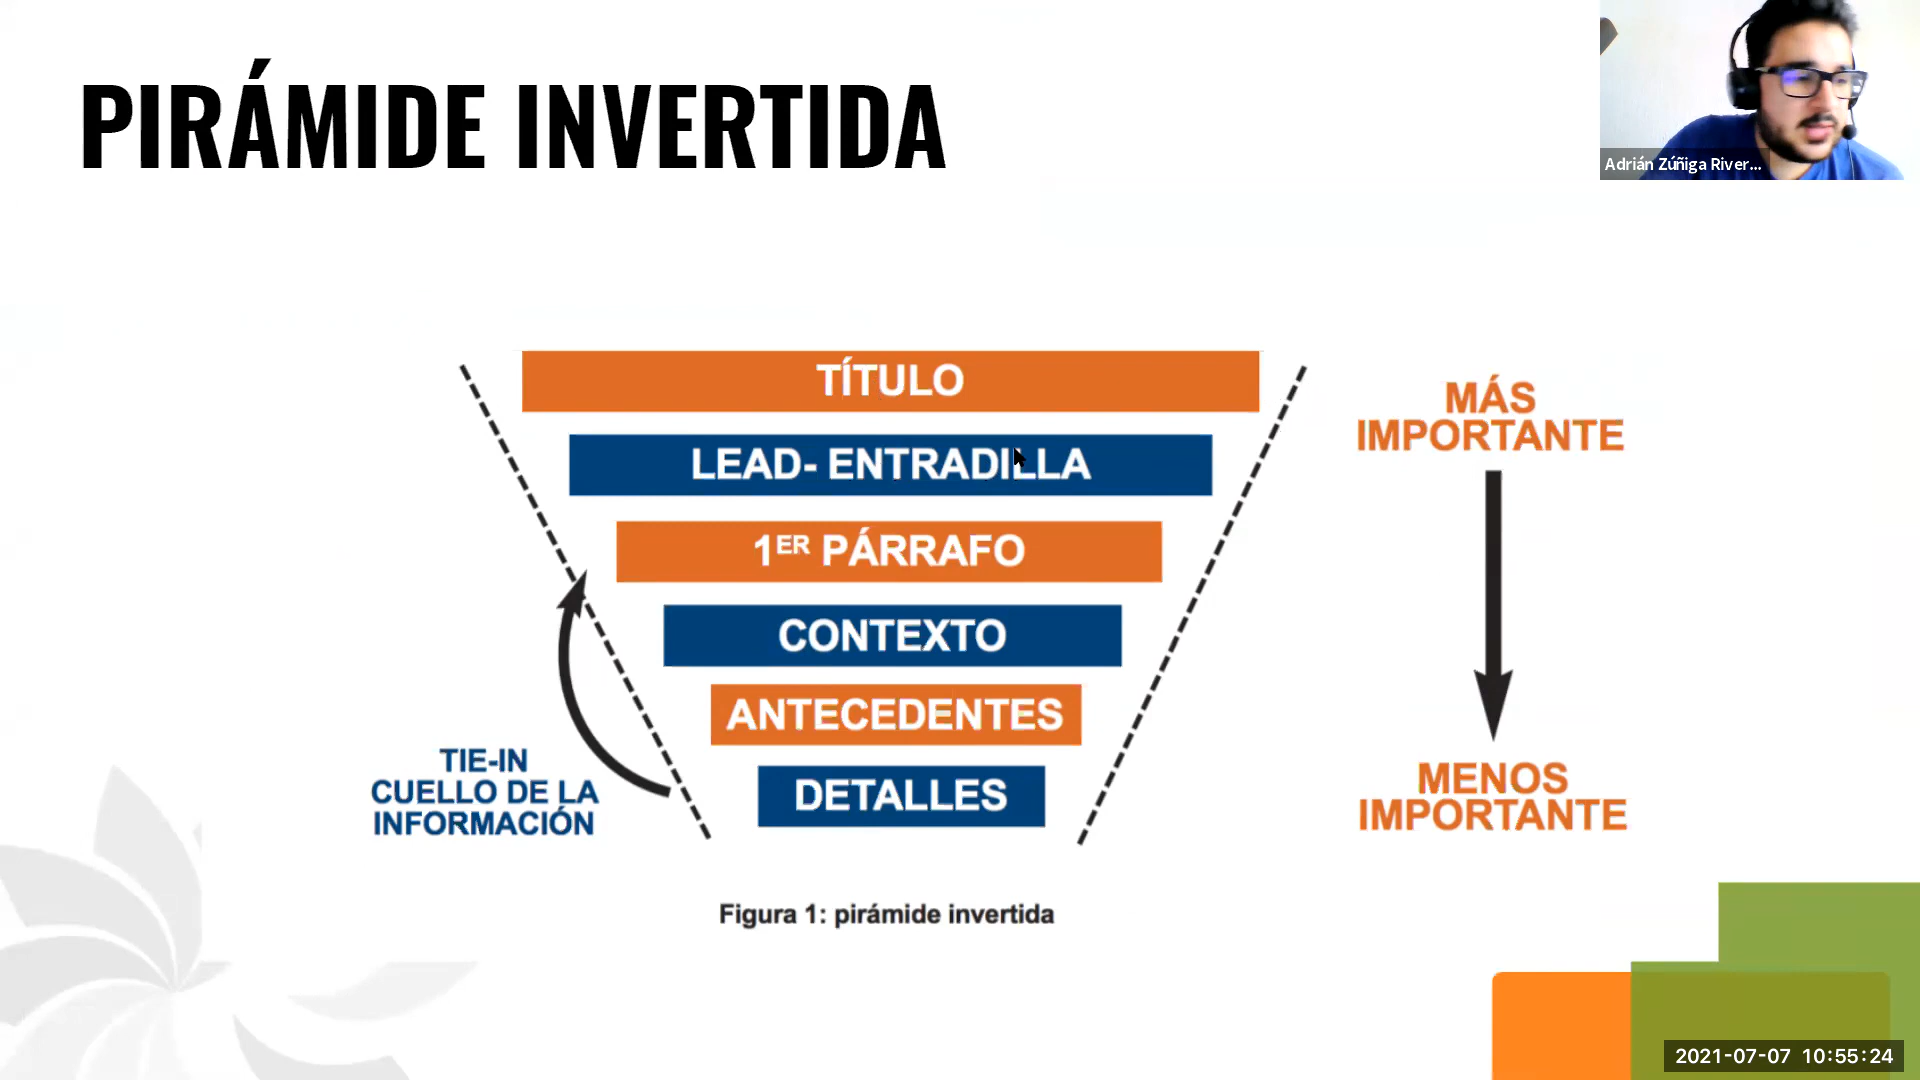 PIRÁMIDE INVERTIDA
Adrián Zúñiga River...
TÍTULO
LEAD- ENTRADILLA
1ER PÁRRAFO
CONTEXTO
ANTECEDENTES
DETALLES
TIE-IN
CUELLO DE LA
INFORMACIÓN
MÁS
IMPORTANTE
MENOS
IMPORTANTE
Figura 1: pirámide invertida
2021-07-07 10:55:24